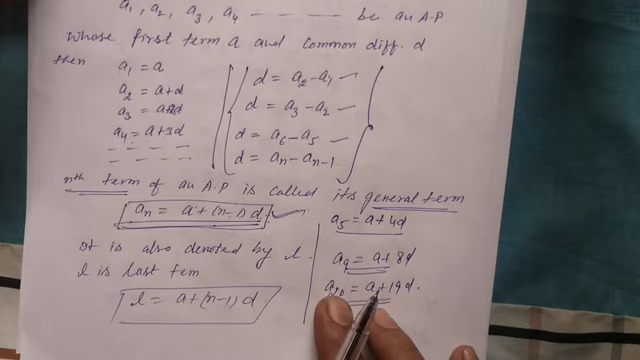 a1, a2, a3, a4 ---------- be an A.P.
whose first term a and common diff. d
then
a1 = a
a2 = a+d
a3 = a+2d
a4 = a+3d
d = a2-a1
d = a3-a2
d = a6-a5
d = an-an-1
nth term of an A.P is called its general term
an = a+(n-1)d
It is also denoted by l.
l is last tem
l = a+(n-1)d
a5 = a+4d
a9 = a+8d
a20 = a+19d.